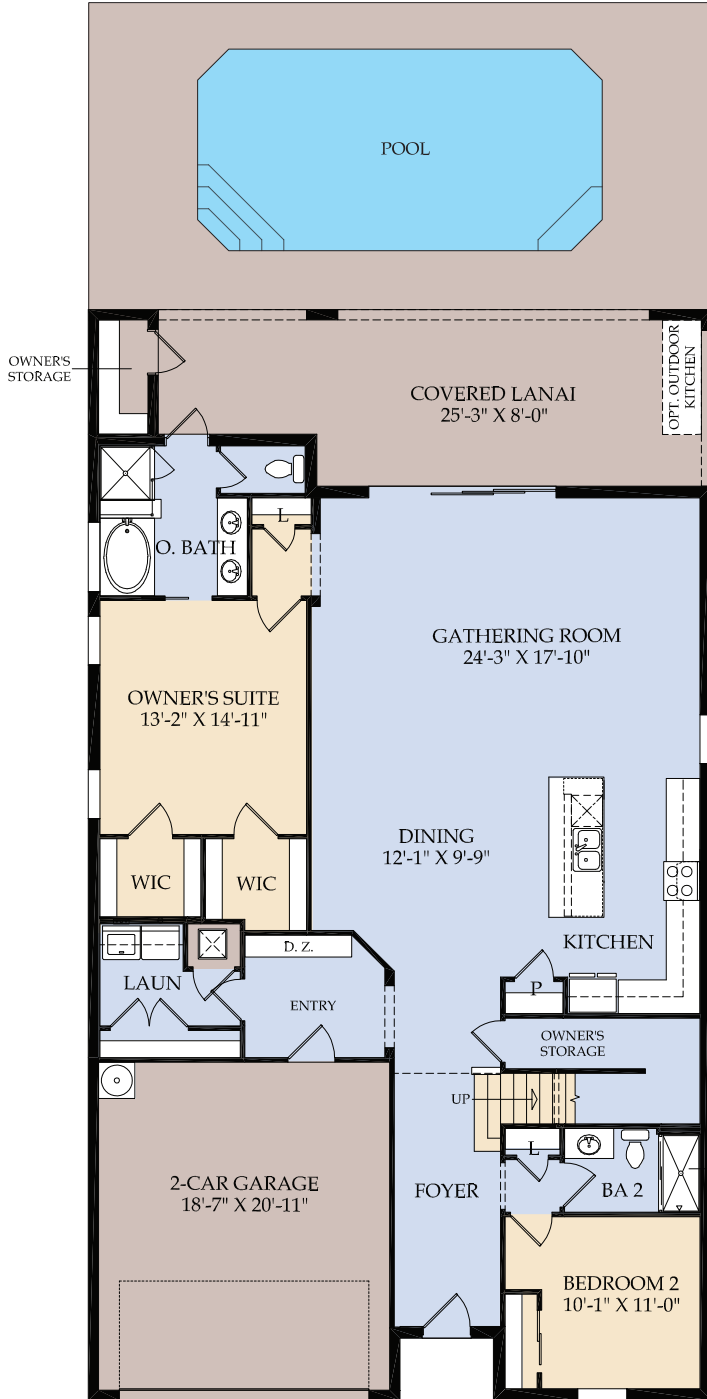 POOL
OWNER'S
STORAGE
COVERED LANAI
25'-3" X 8'-0"
OPT. OUTDOOR
KITCHEN
L
O. BATH
GATHERING ROOM
24'-3" X 17'-10"
OWNER'S SUITE
13'-2" X 14'-11"
DINING
12'-1" X 9'-9"
WIC
WIC
KITCHEN
D. Z.
LAUN
P
ENTRY
OWNER'S
STORAGE
UP
L
2-CAR GARAGE
18'-7" X 20'-11"
FOYER
BA 2
BEDROOM 2
10'-1" X 11'-0"